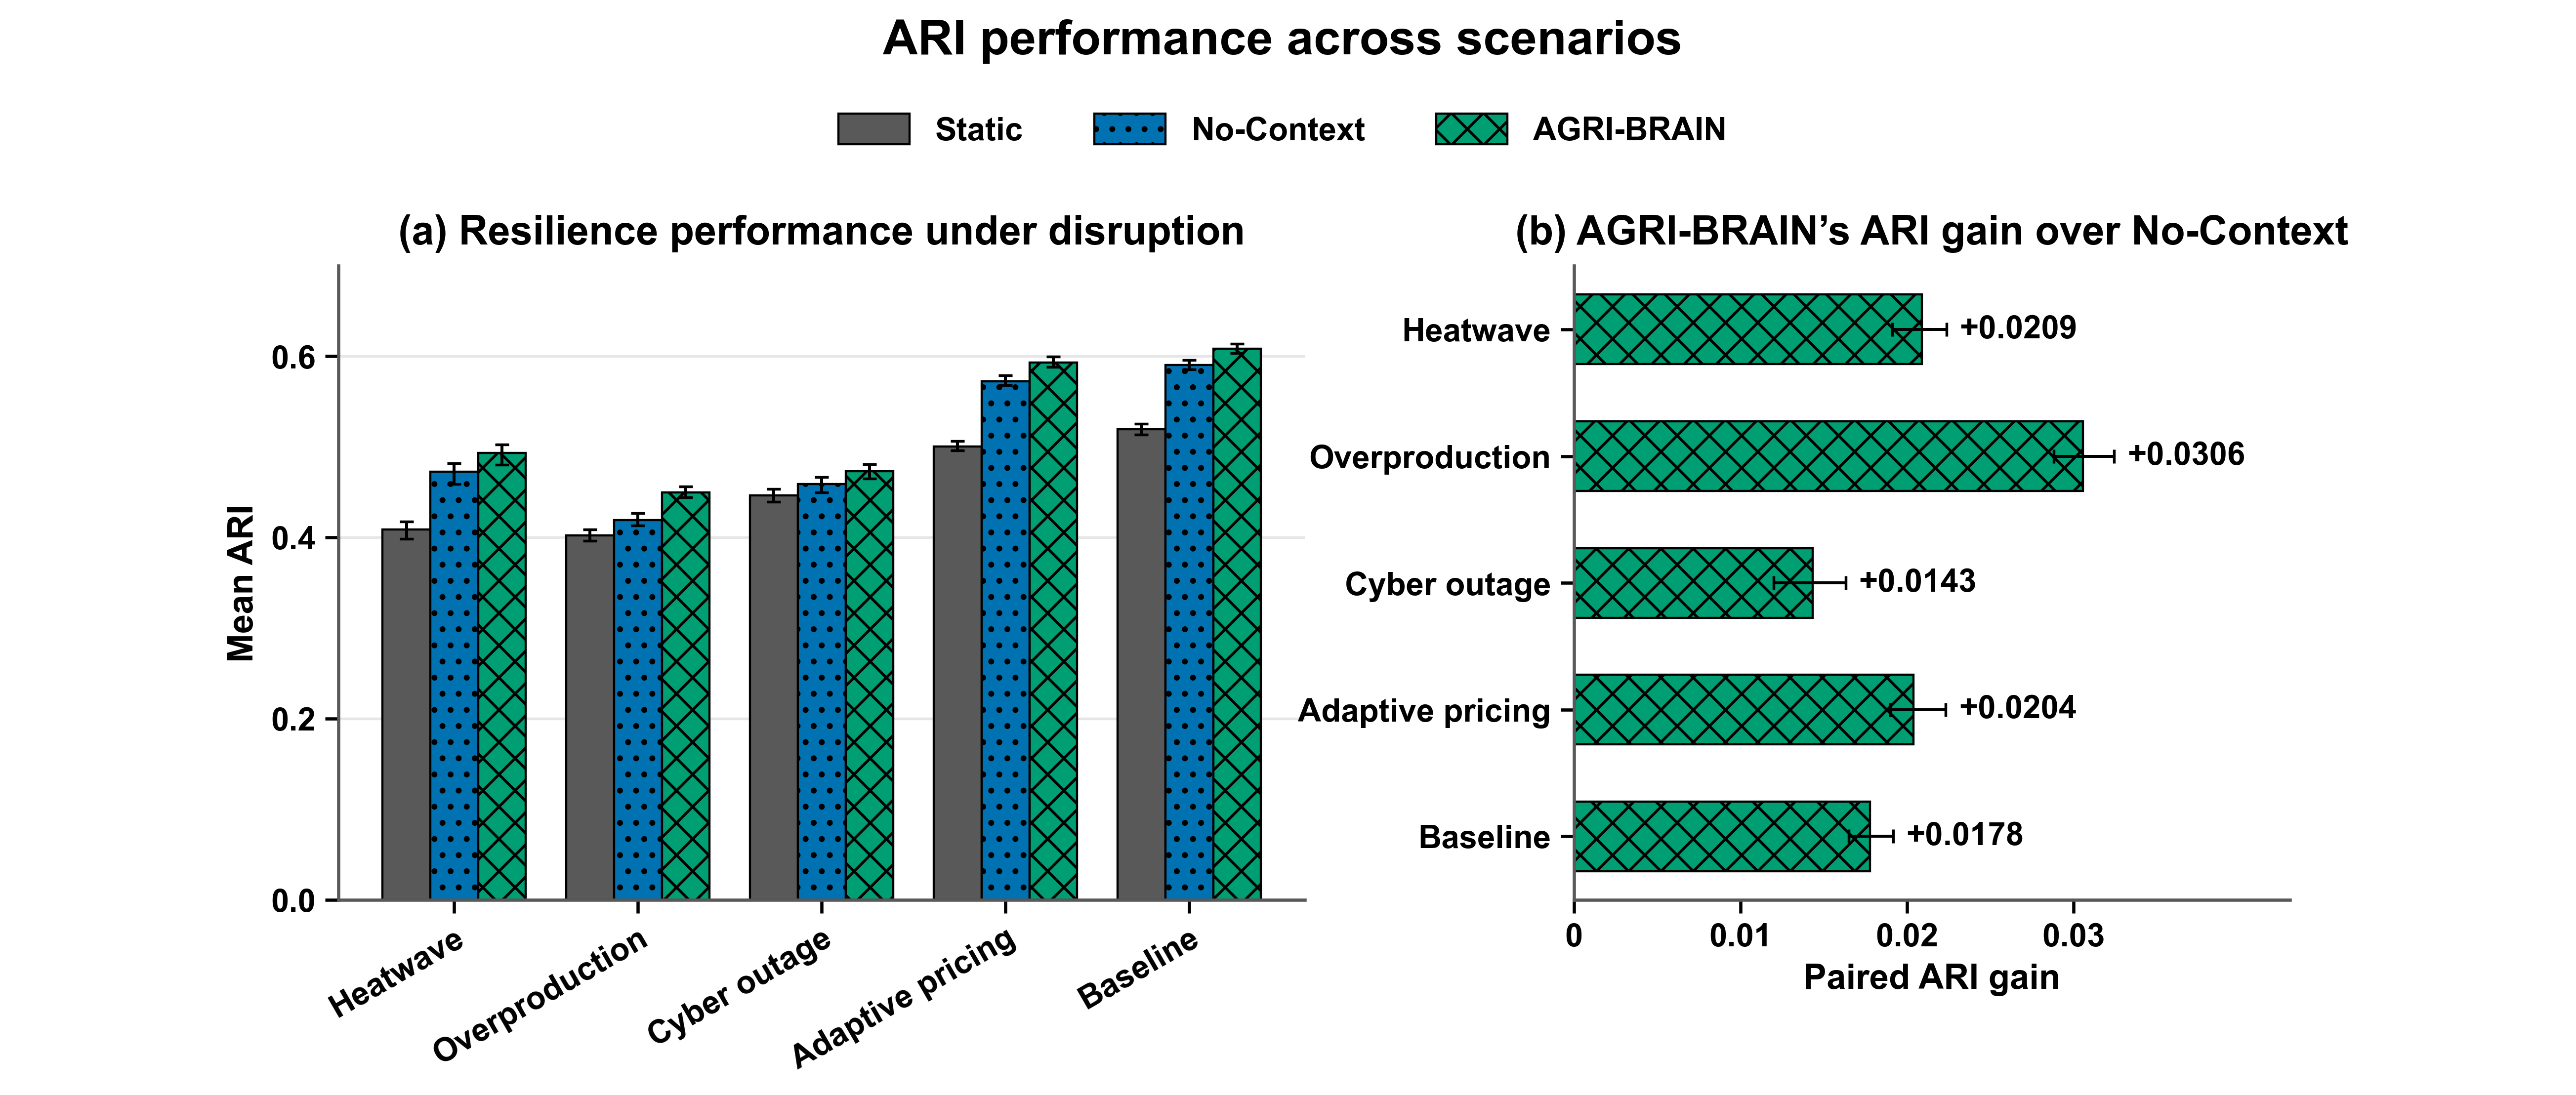 ARI performance across scenarios
Static
No-Context
AGRI-BRAIN
(a) Resilience performance under disruption
Mean ARI
0.6
0.4
0.2
0.0
Heatwave
Overproduction
Cyber outage
Adaptive pricing
Baseline
(b) AGRI-BRAIN’s ARI gain over No-Context
Heatwave
+0.0209
Overproduction
+0.0306
Cyber outage
+0.0143
Adaptive pricing
+0.0204
Baseline
+0.0178
0
0.01
0.02
0.03
Paired ARI gain